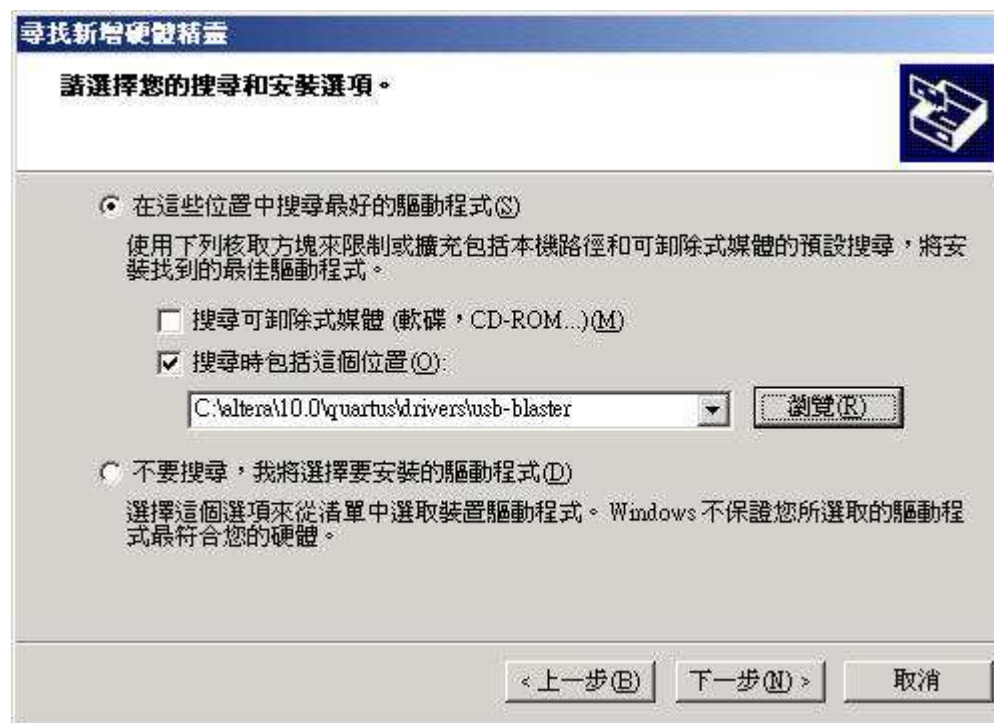 尋找新增硬體精靈
請選擇您的搜尋和安裝選項。
在這些位置中搜尋最好的驅動程式(S)
使用下列核取方塊來限制或擴充包括本機路徑和可卸除式媒體的預設搜尋，將安
裝找到的最佳驅動程式。
搜尋可卸除式媒體 (軟碟，CD-ROM...)(M)
搜尋時包括這個位置(O):
C:\altera\10.0\quartus\drivers\usb-blaster
瀏覽(R)
不要搜尋，我將選擇要安裝的驅動程式(D)
選擇這個選項來從清單中選取裝置驅動程式。Windows 不保證您所選取的驅動程
式最符合您的硬體。
<上一步(B) 下一步(N)> 取消